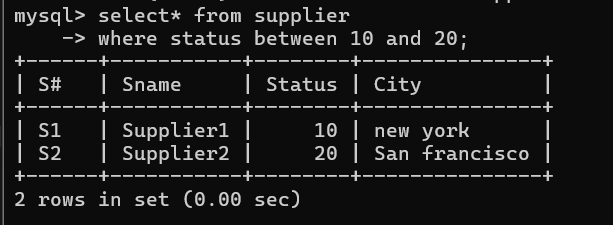 mysql> select* from supplier
    -> where status between 10 and 20;
+------+-----------+--------+---------------+
| S#   | Sname     | Status | City          |
+------+-----------+--------+---------------+
| S1   | Supplier1 |     10 | new york      |
| S2   | Supplier2 |     20 | San francisco |
+------+-----------+--------+---------------+
2 rows in set (0.00 sec)